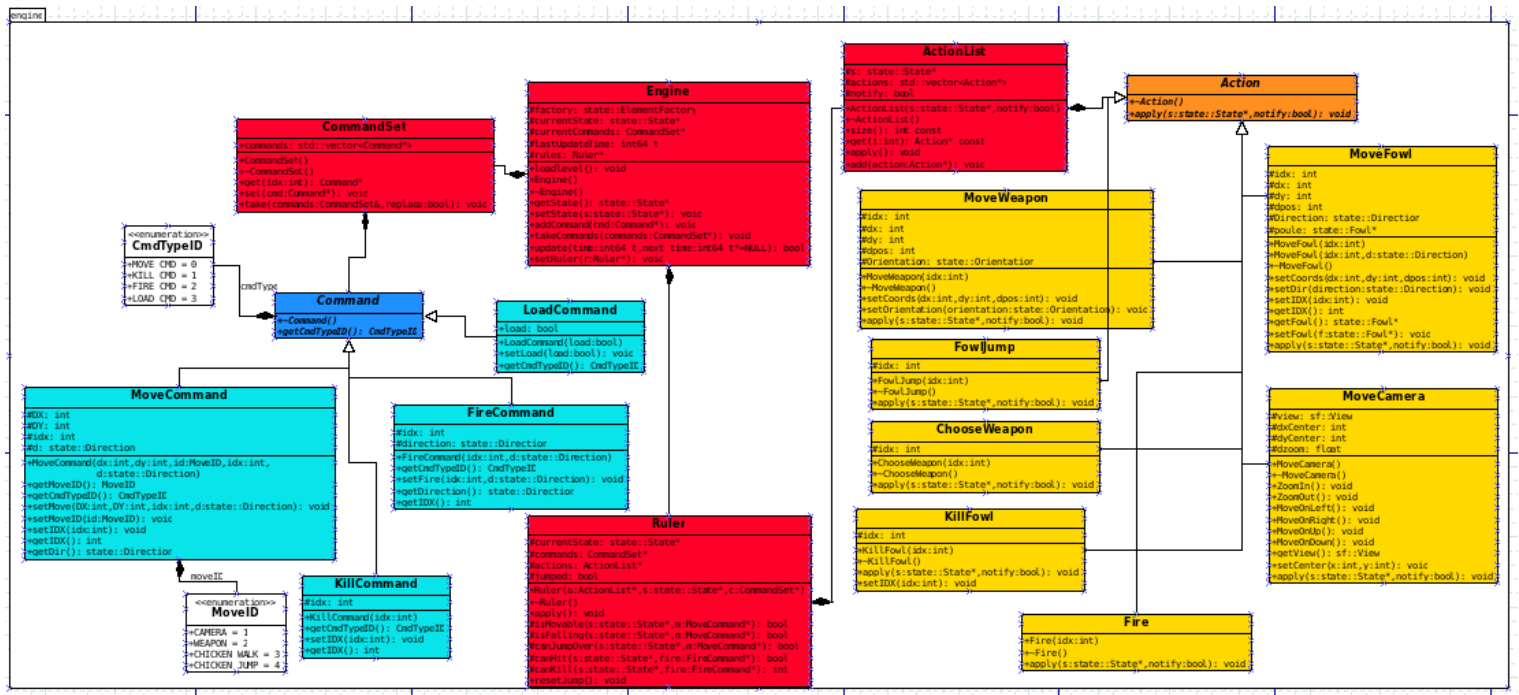 engine
CommandSet
+commands: std::vector<Command*>
+CommandSet()
+~CommandSet()
+get(idx:int): Command*
+set(cmd:Command*): void
+take(commands:CommandSet&,replace:bool): void
<<enumeration>>
CmdTypeID
+MOVE CMD = 0
+KILL CMD = 1
+FIRE CMD = 2
+LOAD CMD = 3
cmdType
Command
+~Command()
+getCmdTypeID(): CmdTypeID
LoadCommand
+load: bool
+LoadCommand(load:bool)
+setLoad(load:bool): void
+getCmdTypeID(): CmdTypeID
MoveCommand
#DX: int
#DY: int
#idx: int
#d: state::Direction
+MoveCommand(dx:int,dy:int,id:MoveID,idx:int,
d:state::Direction)
+getMoveID(): MoveID
+getCmdTypeID(): CmdTypeID
+setMove(DX:int,DY:int,idx:int,d:state::Direction): void
+setMoveID(id:MoveID): void
+setIDX(idx:int): void
+getIDX(): int
+getDir(): state::Direction
moveID
<<enumeration>>
MoveID
+CAMERA = 1
+WEAPON = 2
+CHICKEN WALK = 3
+CHICKEN JUMP = 4
FireCommand
#idx: int
#direction: state::Direction
+FireCommand(idx:int,d:state::Direction)
+getCmdTypeID(): CmdTypeID
+setFire(idx:int,d:state::Direction): void
+getDirection(): state::Direction
+getIDX(): int
KillCommand
#idx: int
+KillCommand(idx:int)
+getCmdTypeID(): CmdTypeID
+setIDX(idx:int): void
+getIDX(): int
Engine
#factory: state::ElementFactory
#currentState: state::State*
#currentCommands: CommandSet*
#lastUpdateTime: int64 t
#rules: Ruler*
+loadlevel(): void
+Engine()
+~Engine()
+getState(): state::State*
+setState(s:state::State*): void
+addCommand(cmd:Command*): void
+takeCommands(commands:CommandSet*): void
+update(time:int64 t,next time:int64 t*=NULL): bool
+setRuler(r:Ruler*): void
Ruler
#currentState: state::State*
#commands: CommandSet*
#actions: ActionList*
#jumped: bool
+Ruler(a:ActionList*,s:state::State*,c:CommandSet*)
+~Ruler()
+apply(): void
#isMovable(s:state::State*,m:MoveCommand*): bool
#isFalling(s:state::State*,m:MoveCommand*): bool
#canJumpOver(s:state::State*,m:MoveCommand*): bool
#canHit(s:state::State*,fire:FireCommand*): bool
#canKill(s:state::State*,fire:FireCommand*): int
+resetJump(): void
ActionList
#s: state::State*
#actions: std::vector<Action*>
#notify: bool
+ActionList(s:state::State*,notify:bool)
+~ActionList()
+size(): int const
+get(i:int): Action* const
+apply(): void
+add(action:Action*): void
Action
+~Action()
+apply(s:state::State*,notify:bool): void
MoveWeapon
#idx: int
#dx: int
#dy: int
#dpos: int
#Orientation: state::Orientation
+MoveWeapon(idx:int)
+~MoveWeapon()
+setCoords(dx:int,dy:int,dpos:int): void
+setOrientation(orientation:state::Orientation): void
+apply(s:state::State*,notify:bool): void
FowlJump
#idx: int
+FowlJump(idx:int)
+~FowlJump()
+apply(s:state::State*,notify:bool): void
ChooseWeapon
#idx: int
+ChooseWeapon(idx:int)
+~ChooseWeapon()
+apply(s:state::State*,notify:bool): void
KillFowl
#idx: int
+KillFowl(idx:int)
+~KillFowl()
+apply(s:state::State*,notify:bool): void
+setIDX(idx:int): void
MoveFowl
#idx: int
#dx: int
#dy: int
#dpos: int
#Direction: state::Direction
#poule: state::Fowl*
+MoveFowl(idx:int)
+MoveFowl(idx:int,d:state::Direction)
+~MoveFowl()
+setCoords(dx:int,dy:int,dpos:int): void
+setDir(direction:state::Direction): void
+setIDX(idx:int): void
+getIDX(): int
+getFowl(): state::Fowl*
+setFowl(f:state::Fowl*): void
+apply(s:state::State*,notify:bool): void
MoveCamera
#view: sf::View
#dxCenter: int
#dyCenter: int
#dzoom: float
+MoveCamera()
+~MoveCamera()
+ZoomIn(): void
+ZoomOut(): void
+MoveOnLeft(): void
+MoveOnRight(): void
+MoveOnUp(): void
+MoveOnDown(): void
+getView(): sf::View
+setCenter(x:int,y:int): void
+apply(s:state::State*,notify:bool): void
Fire
+Fire(idx:int)
+~Fire()
+apply(s:state::State*,notify:bool): void